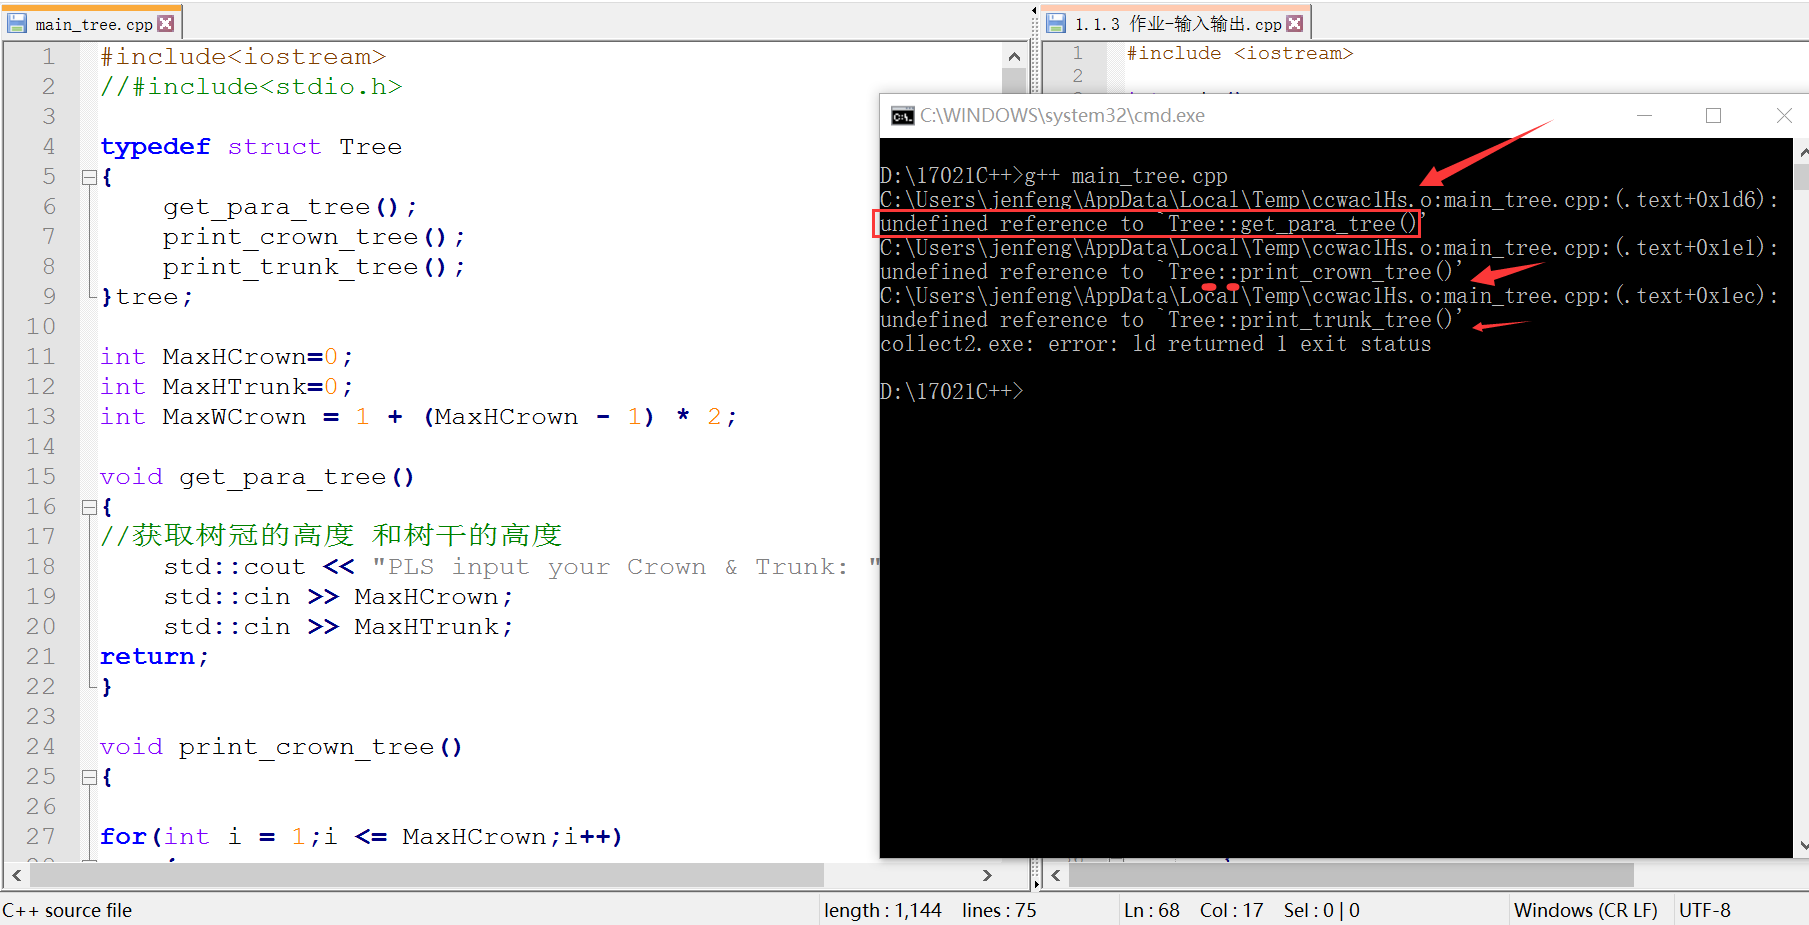 main_tree.cpp
1 #include<iostream>
2 //#include<stdio.h>
3
4 typedef struct Tree
5 {
6 get_para_tree();
7 print_crown_tree();
8 print_trunk_tree();
9 }tree;
10
11 int MaxHCrown=0;
12 int MaxHTrunk=0;
13 int MaxWCrown = 1 + (MaxHCrown - 1) * 2;
14
15 void get_para_tree()
16 {
17 //获取树冠的高度 和树干的高度
18 std::cout << "PLS input your Crown & Trunk: "
19 std::cin >> MaxHCrown;
20 std::cin >> MaxHTrunk;
21 return;
22 }
23
24 void print_crown_tree()
25 {
26
27 for(int i = 1;i <= MaxHCrown;i++)
1.1.3 作业-输入输出.cpp
1 #include <iostream>
2
C:\WINDOWS\system32\cmd.exe
D:\17021C++>g++ main_tree.cpp
C:\Users\jenfeng\AppData\Local\Temp\ccwac1Hs.o:main_tree.cpp:(.text+0x1d6):
undefined reference to `Tree::get_para_tree()'
C:\Users\jenfeng\AppData\Local\Temp\ccwac1Hs.o:main_tree.cpp:(.text+0x1e1):
undefined reference to `Tree::print_crown_tree()'
C:\Users\jenfeng\AppData\Local\Temp\ccwac1Hs.o:main_tree.cpp:(.text+0x1ec):
undefined reference to `Tree::print_trunk_tree()'
collect2.exe: error: ld returned 1 exit status
D:\17021C++>
C++ source file
length : 1,144 lines : 75
Ln : 68 Col : 17 Sel : 0 | 0
Windows (CR LF)
UTF-8